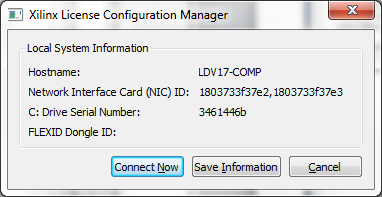 Xilinx License Configuration Manager
Local System Information
Hostname: LDV17-COMP
Network Interface Card (NIC) ID: 1803733f37e2,1803733f37e3
C: Drive Serial Number: 3461446b
FLEXID Dongle ID:
Connect Now Save Information Cancel